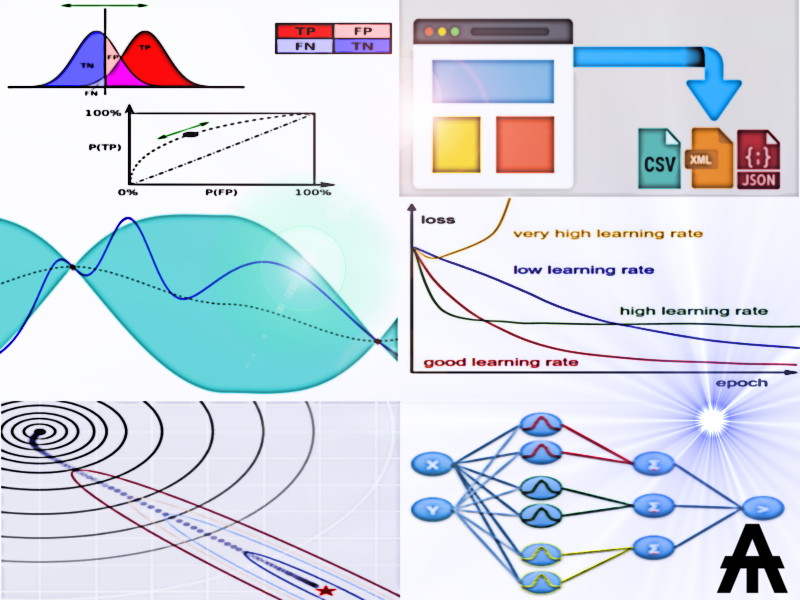 TP FP
FN TN
TN
FP
TP
FN
100%
P(TP)
0% P(FP) 100%
CSV
XML
{;}
JSON
loss
very high learning rate
low learning rate
high learning rate
good learning rate
epoch
X
Y
Σ
Σ
Σ
>